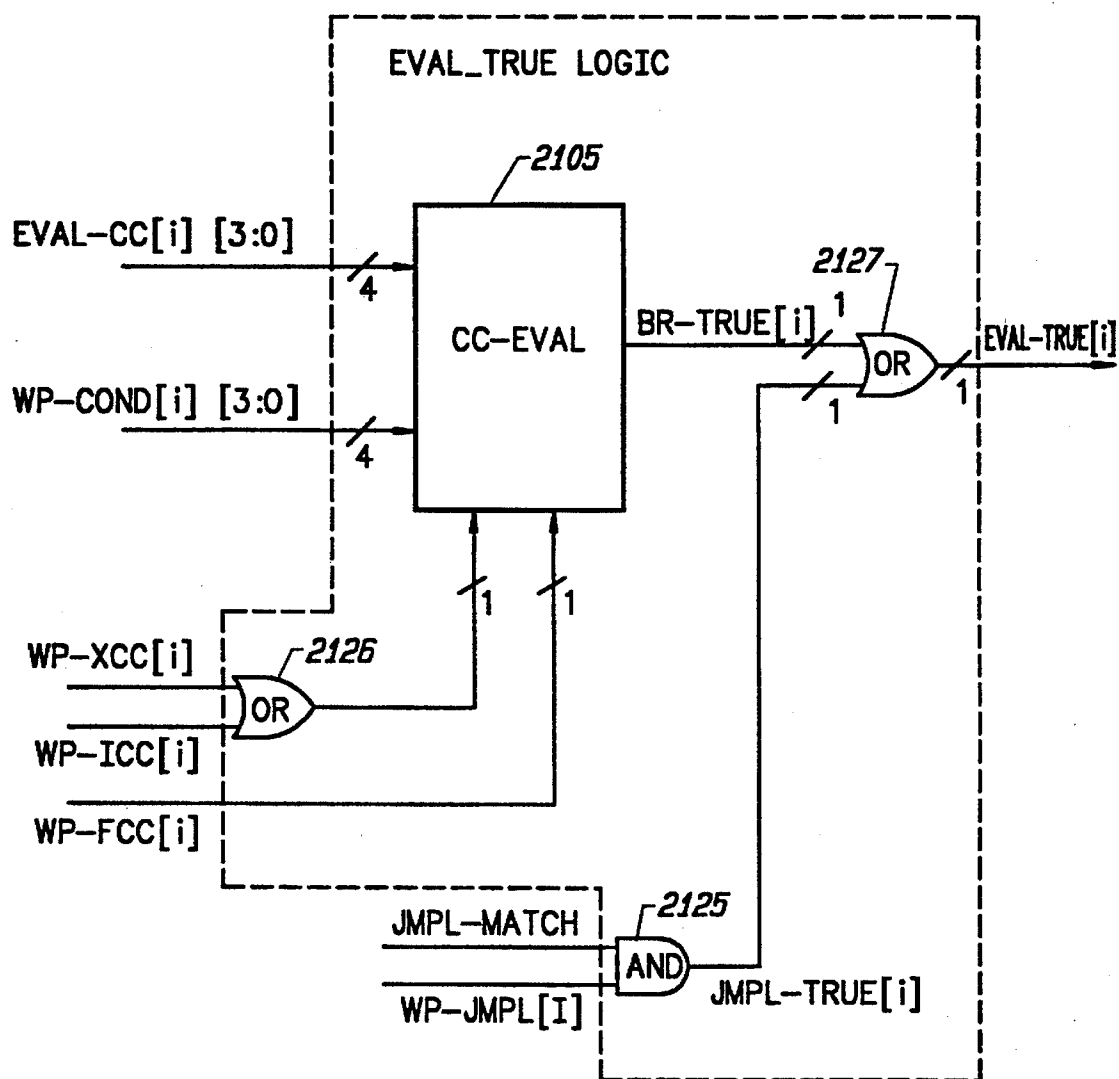 EVAL_TRUE LOGIC
2105
EVAL-CC[i] [3:0]
4
2127
1
BR-TRUE[i]
EVAL-TRUE[i]
CC-EVAL
OR
1
1
WP-COND[i] [3:0]
4
1
1
WP-XCC[i]
2126
OR
WP-ICC[i]
WP-FCC[i]
2125
JMPL-MATCH
AND
WP-JMPL[I]
JMPL-TRUE[i]